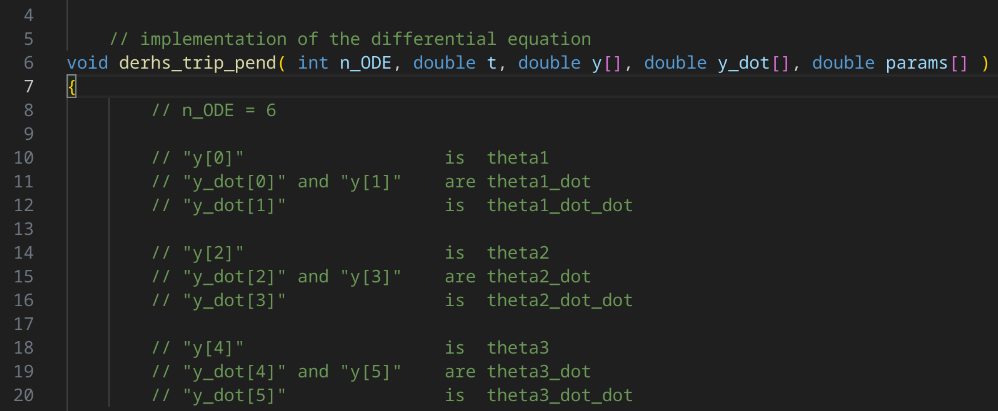 4
5 // implementation of the differential equation
6 void derhs_trip_pend( int n_ODE, double t, double y[], double y_dot[], double params[] )
7 {
8 // n_ODE = 6
9
10 // "y[0]" is theta1
11 // "y_dot[0]" and "y[1]" are theta1_dot
12 // "y_dot[1]" is theta1_dot_dot
13
14 // "y[2]" is theta2
15 // "y_dot[2]" and "y[3]" are theta2_dot
16 // "y_dot[3]" is theta2_dot_dot
17
18 // "y[4]" is theta3
19 // "y_dot[4]" and "y[5]" are theta3_dot
20 // "y_dot[5]" is theta3_dot_dot